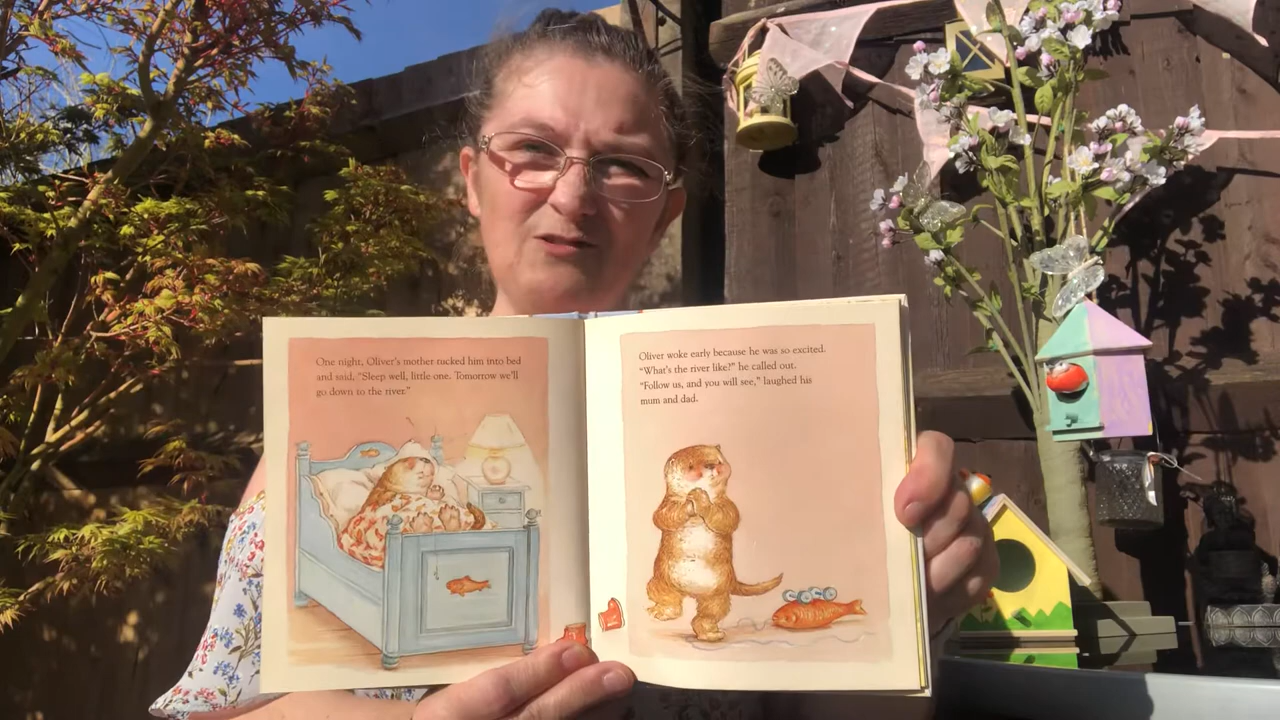 One night, Oliver's mother tucked him into bed
and said, "Sleep well, little one. Tomorrow we'll
go down to the river."
Oliver woke early because he was so excited.
"What's the river like?" he called out.
"Follow us, and you will see," laughed his
mum and dad.